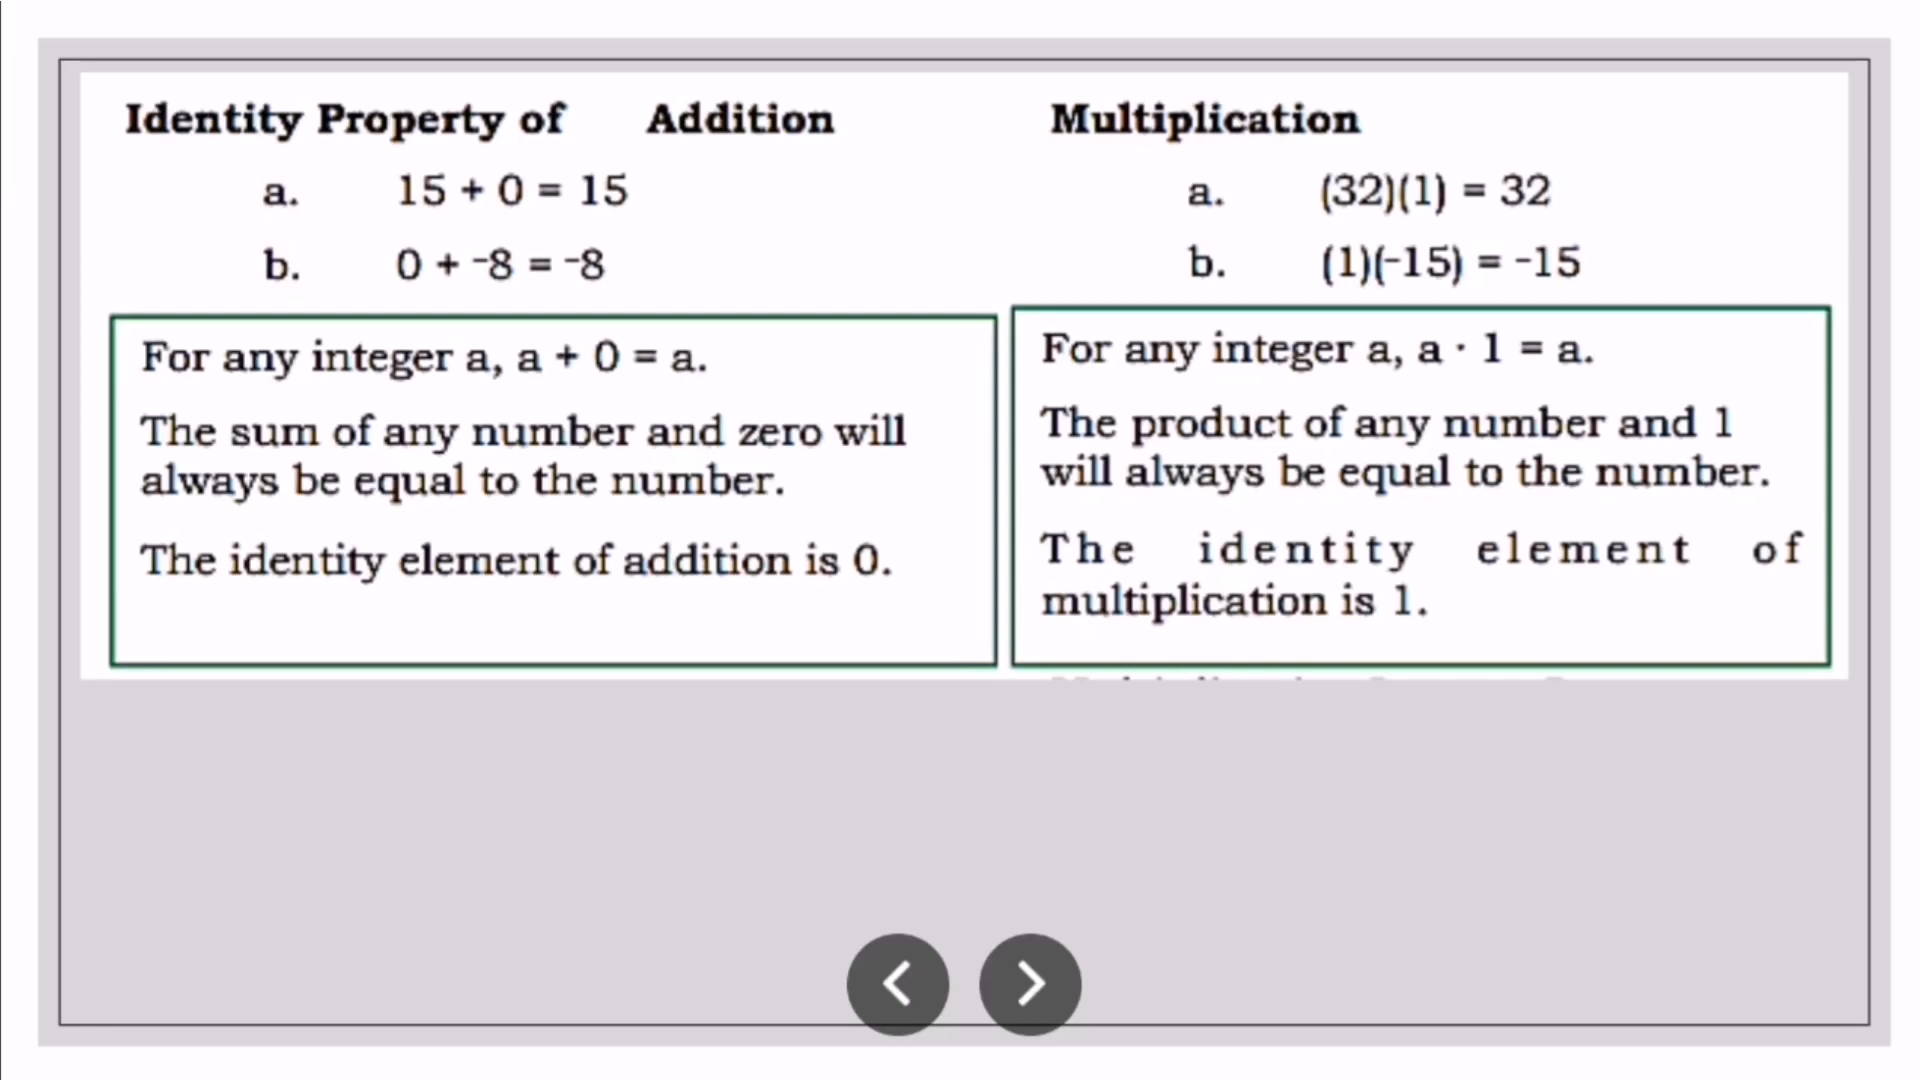 Identity Property of Addition
a. 15 + 0 = 15
b. 0 + ⁻8 = ⁻8
For any integer a, a + 0 = a.
The sum of any number and zero will
always be equal to the number.
The identity element of addition is 0.
Multiplication
a. (32)(1) = 32
b. (1)(⁻15) = ⁻15
For any integer a, a · 1 = a.
The product of any number and 1
will always be equal to the number.
The identity element of
multiplication is 1.